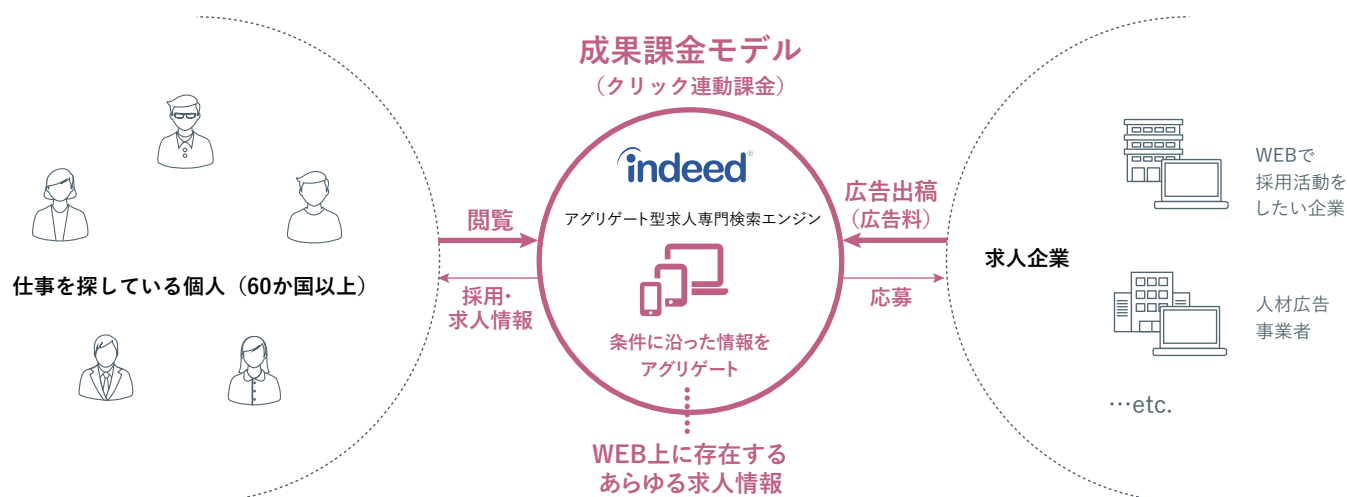 成果課金モデル
（クリック連動課金）
indeed®
アグリゲート型求人専門検索エンジン
条件に沿った情報を
アグリゲート
WEB上に存在する
あらゆる求人情報
仕事を探している個人（60か国以上）
閲覧
採用・
求人情報
広告出稿
（広告料）
応募
求人企業
WEBで
採用活動を
したい企業
人材広告
事業者
…etc.